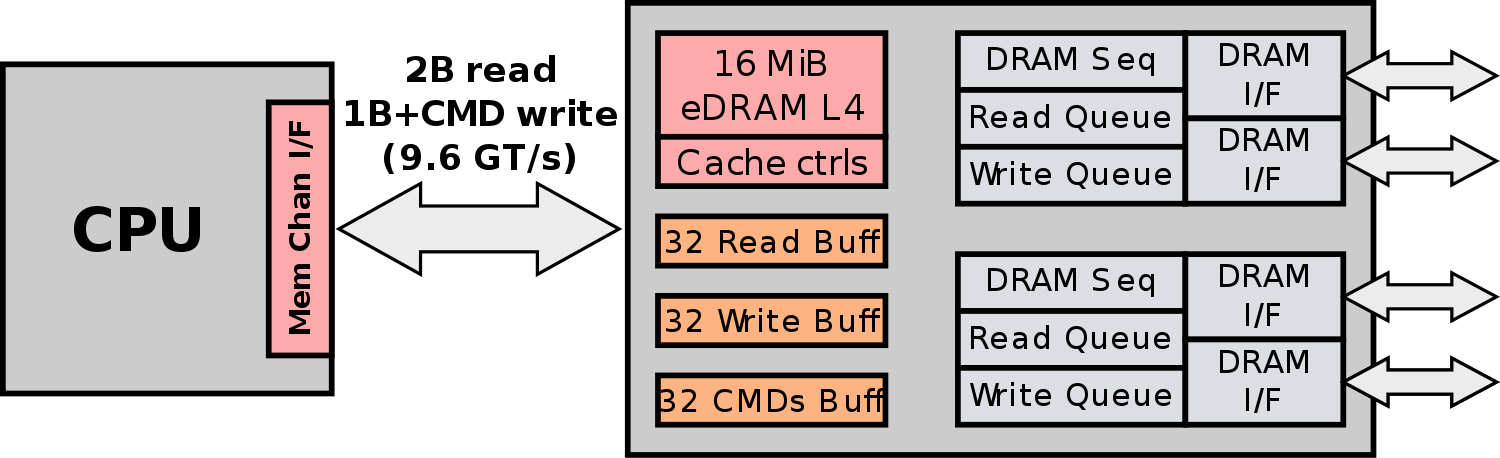 CPU
Mem Chan I/F
2B read
1B+CMD write
(9.6 GT/s)
16 MiB
eDRAM L4
Cache ctrls
32 Read Buff
32 Write Buff
32 CMDs Buff
DRAM Seq
Read Queue
Write Queue
DRAM
I/F
DRAM
I/F
DRAM Seq
Read Queue
Write Queue
DRAM
I/F
DRAM
I/F